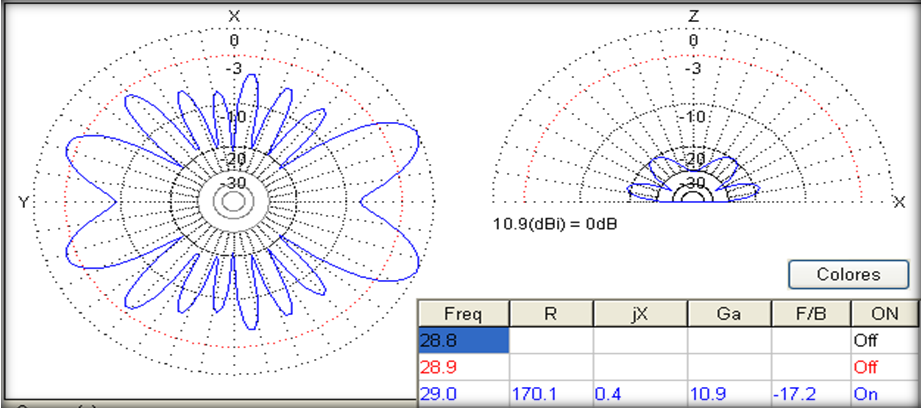 X
0
-3
-10
-20
-30
Y
Z
0
-3
-10
-20
-30
X
10.9(dBi) = 0dB
Colores
Freq R jX Ga F/B ON
28.8 Off
28.9 Off
29.0 170.1 0.4 10.9 -17.2 On